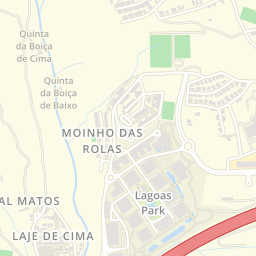 Quinta
da Boiça
de Cima
Quinta
da Boiça
de Baixo
MOINHO DAS
ROLAS
Lagoas
Park
AL MATOS
LAJE DE CIMA